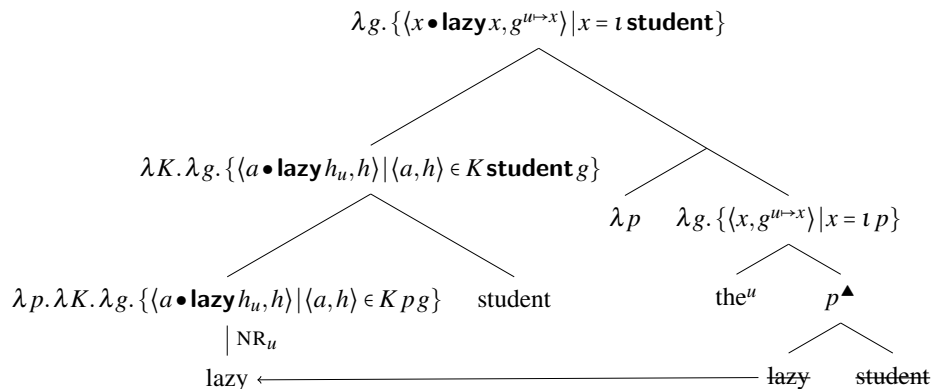 λg.{⟨x • lazy x, g^{u↦x}⟩ | x = ι student}
λK.λg.{⟨a • lazy h_u, h⟩ | ⟨a, h⟩ ∈ K student g}
λp λg.{⟨x, g^{u↦x}⟩ | x = ι p}
λp.λK.λg.{⟨a • lazy h_u, h⟩ | ⟨a, h⟩ ∈ K p g} student the^u p^▲
NR_u
lazy lazy student